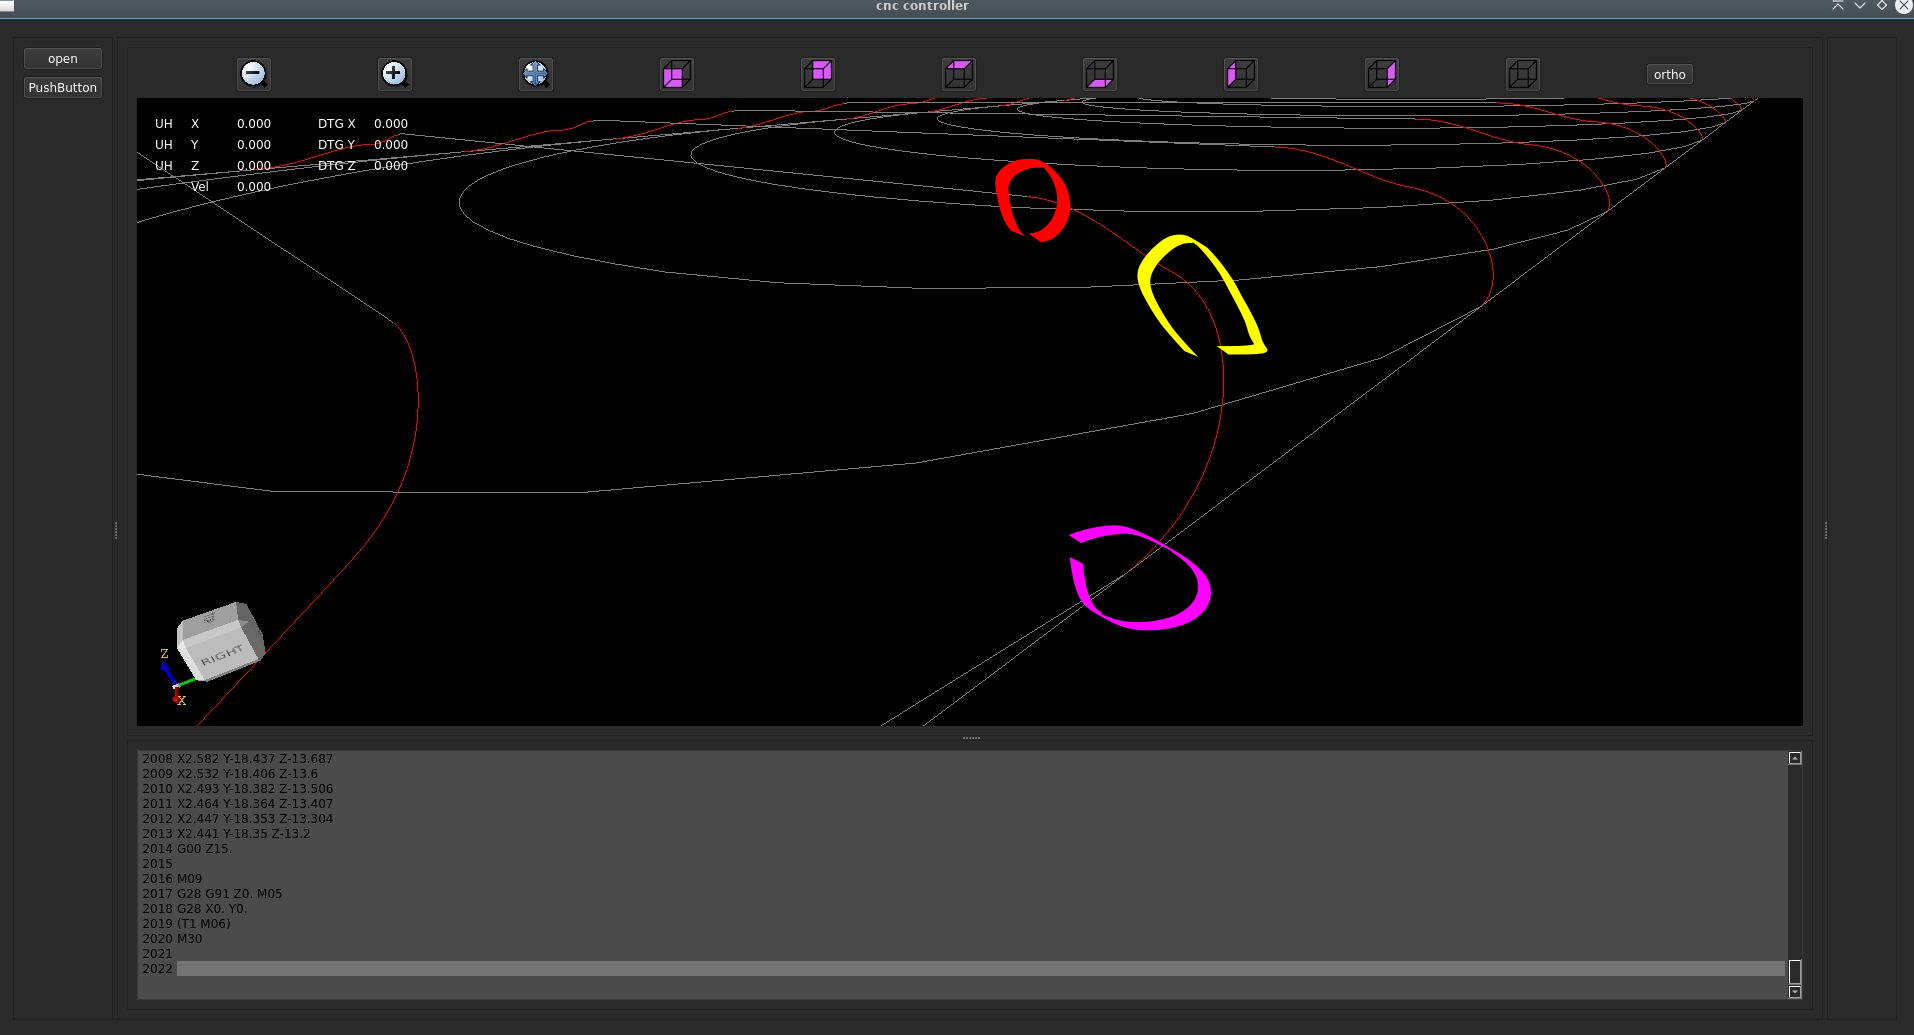 cnc controller
open
PushButton
ortho
UH X 0.000 DTG X 0.000
UH Y 0.000 DTG Y 0.000
UH Z 0.000 DTG Z 0.000
Vel 0.000
RIGHT
Z
X
2008 X2.582 Y-18.437 Z-13.687
2009 X2.532 Y-18.406 Z-13.6
2010 X2.493 Y-18.382 Z-13.506
2011 X2.464 Y-18.364 Z-13.407
2012 X2.447 Y-18.353 Z-13.304
2013 X2.441 Y-18.35 Z-13.2
2014 G00 Z15.
2015
2016 M09
2017 G28 G91 Z0. M05
2018 G28 X0. Y0.
2019 (T1 M06)
2020 M30
2021
2022